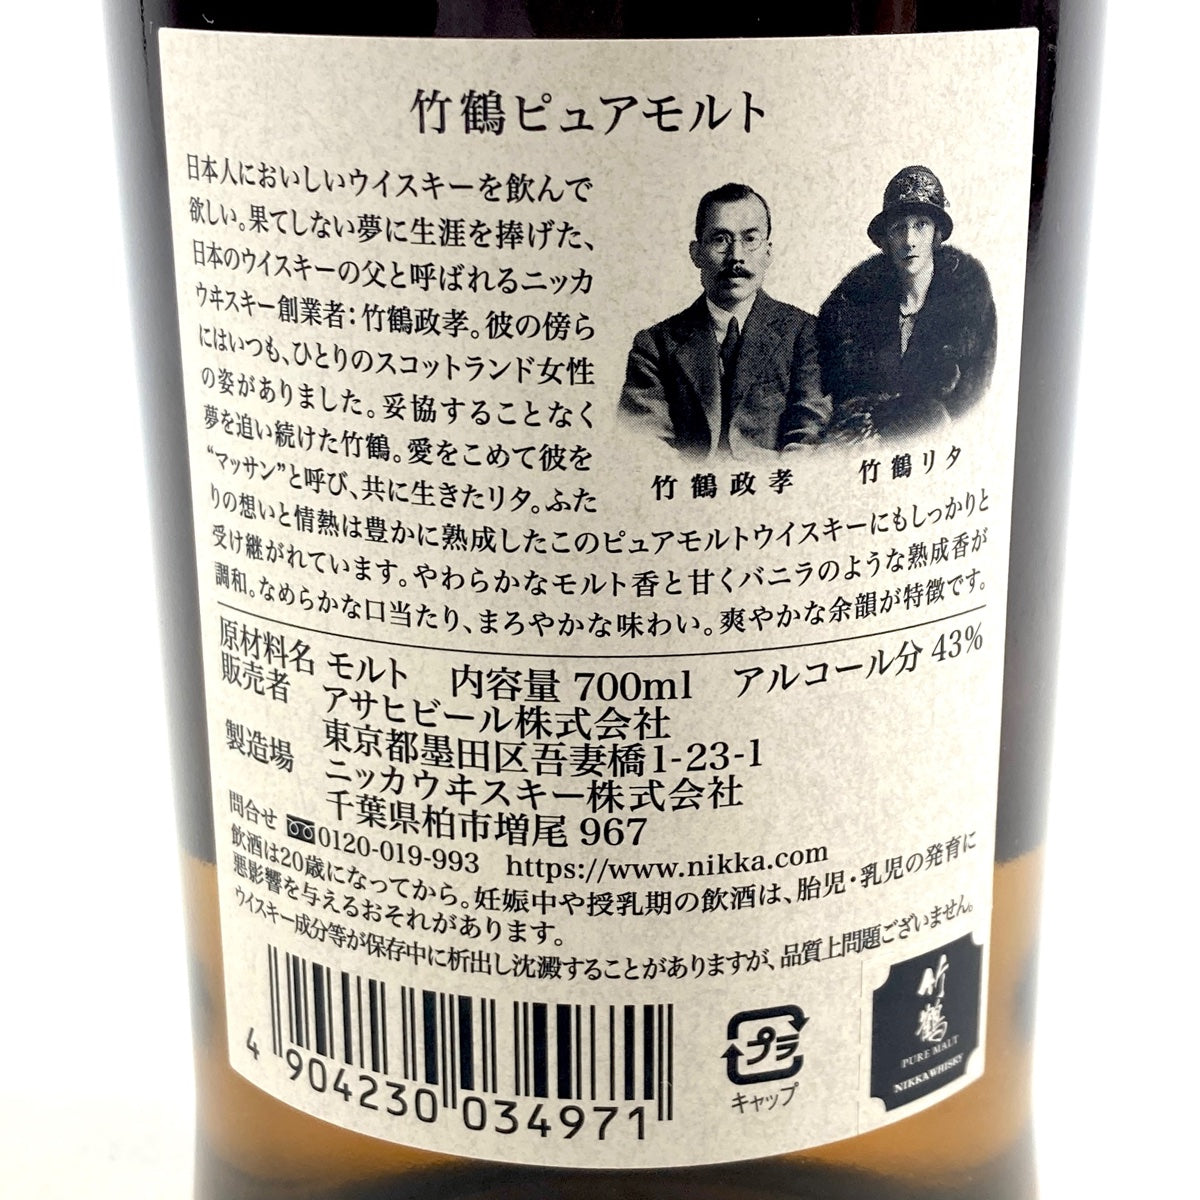 竹鶴ピュアモルト
日本人においしいウイスキーを飲んで
欲しい。果てしない夢に生涯を捧げた、
日本のウイスキーの父と呼ばれるニッカ
ウヰスキー創業者：竹鶴政孝。彼の傍ら
にはいつも、ひとりのスコットランド女性
の姿がありました。妥協することなく
夢を追い続けた竹鶴。愛をこめて彼を
“マッサン”と呼び、共に生きたリタ。ふた
りの想いと情熱は豊かに熟成したこのピュアモルトウイスキーにもしっかりと
受け継がれています。やわらかなモルト香と甘くバニラのような熟成香が
調和。なめらかな口当たり、まろやかな味わい。爽やかな余韻が特徴です。
竹鶴政孝
竹鶴リタ
原材料名 モルト 内容量 700ml アルコール分 43%
販売者 アサヒビール株式会社
東京都墨田区吾妻橋1-23-1
製造場 ニッカウヰスキー株式会社
千葉県柏市増尾967
問合せ 0120-019-993 https://www.nikka.com
飲酒は20歳になってから。妊娠中や授乳期の飲酒は、胎児・乳児の発育に
悪影響を与えるおそれがあります。
ウイスキー成分等が保存中に析出し沈澱することがありますが、品質上問題ございません。
4 904230 034971
プラ
キャップ
竹鶴
PURE MALT
NIKKA WHISKY